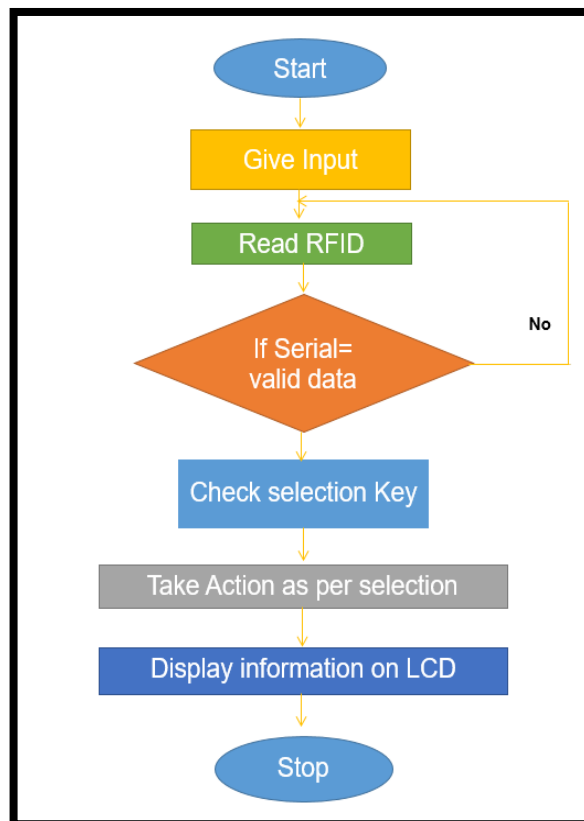 Start
Give Input
Read RFID
If Serial=
valid data
No
Check selection Key
Take Action as per selection
Display information on LCD
Stop